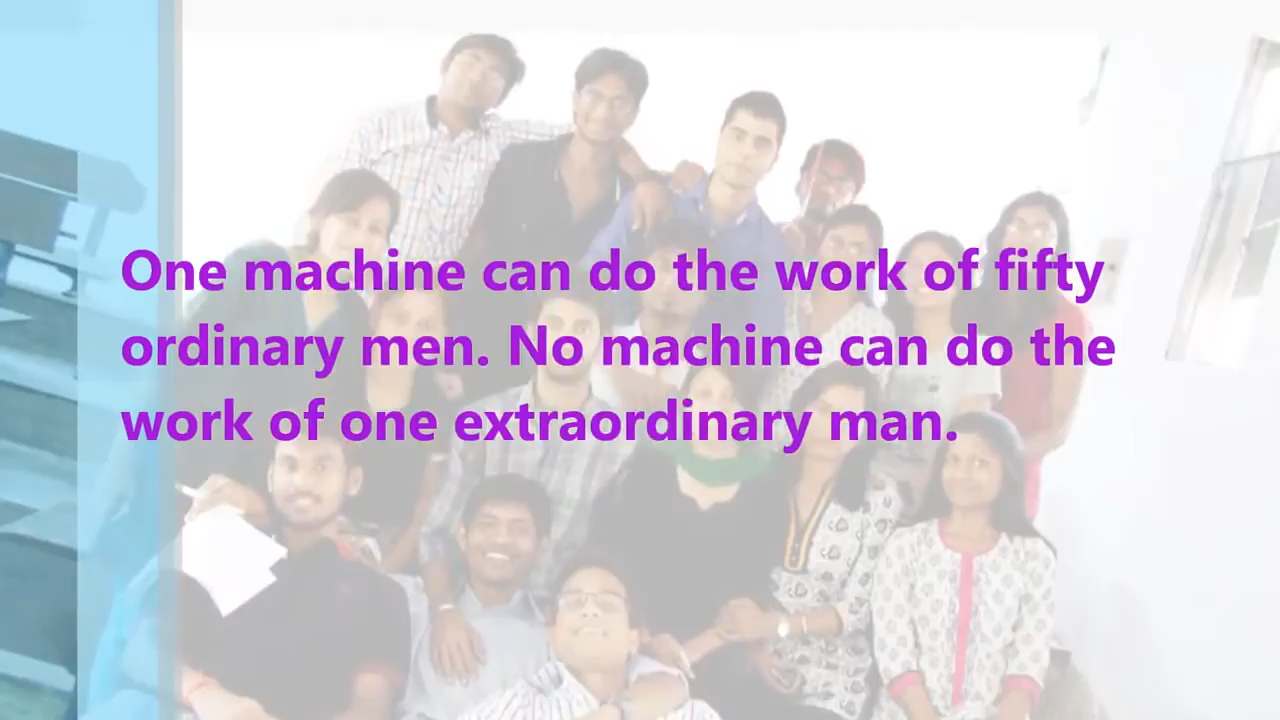 One machine can do the work of fifty
ordinary men. No machine can do the
work of one extraordinary man.